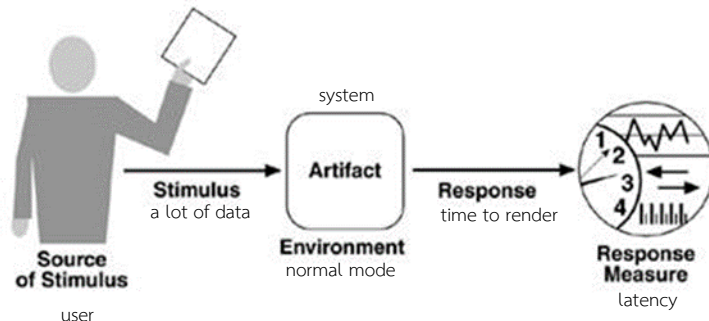 system
Artifact
Stimulus
a lot of data
Response
time to render
1
2
3
4
Environment
normal mode
Source
of Stimulus
user
Response
Measure
latency